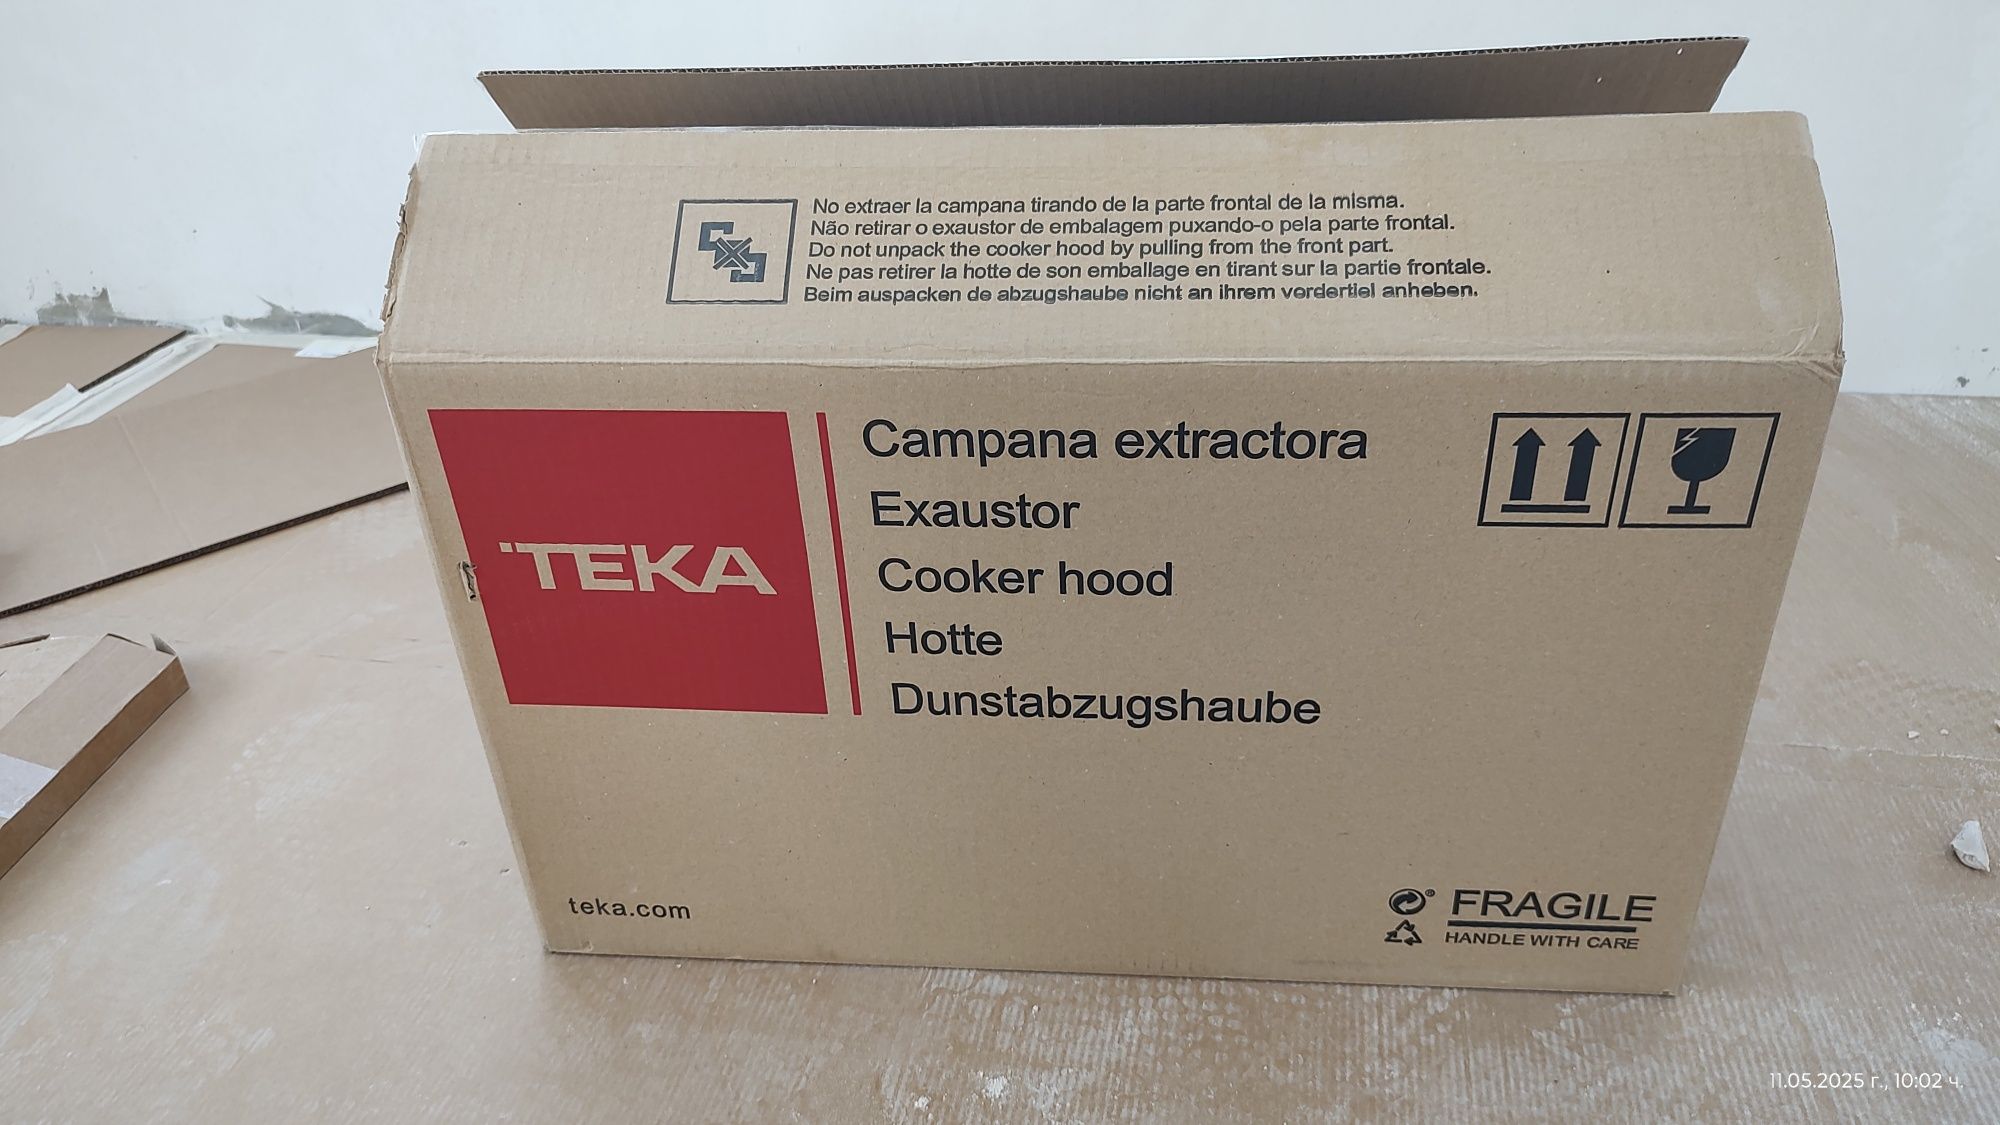 No extraer la campana tirando de la parte frontal de la misma.
Não retirar o exaustor de embalagem puxando-o pela parte frontal.
Do not unpack the cooker hood by pulling from the front part.
Ne pas retirer la hotte de son emballage en tirant sur la partie frontale.
Beim auspacken de abzugshaube nicht an ihrem vordertiel anheben.
TEKA
Campana extractora
Exaustor
Cooker hood
Hotte
Dunstabzugshaube
teka.com
FRAGILE
HANDLE WITH CARE
11.05.2025 г., 10:02 ч.